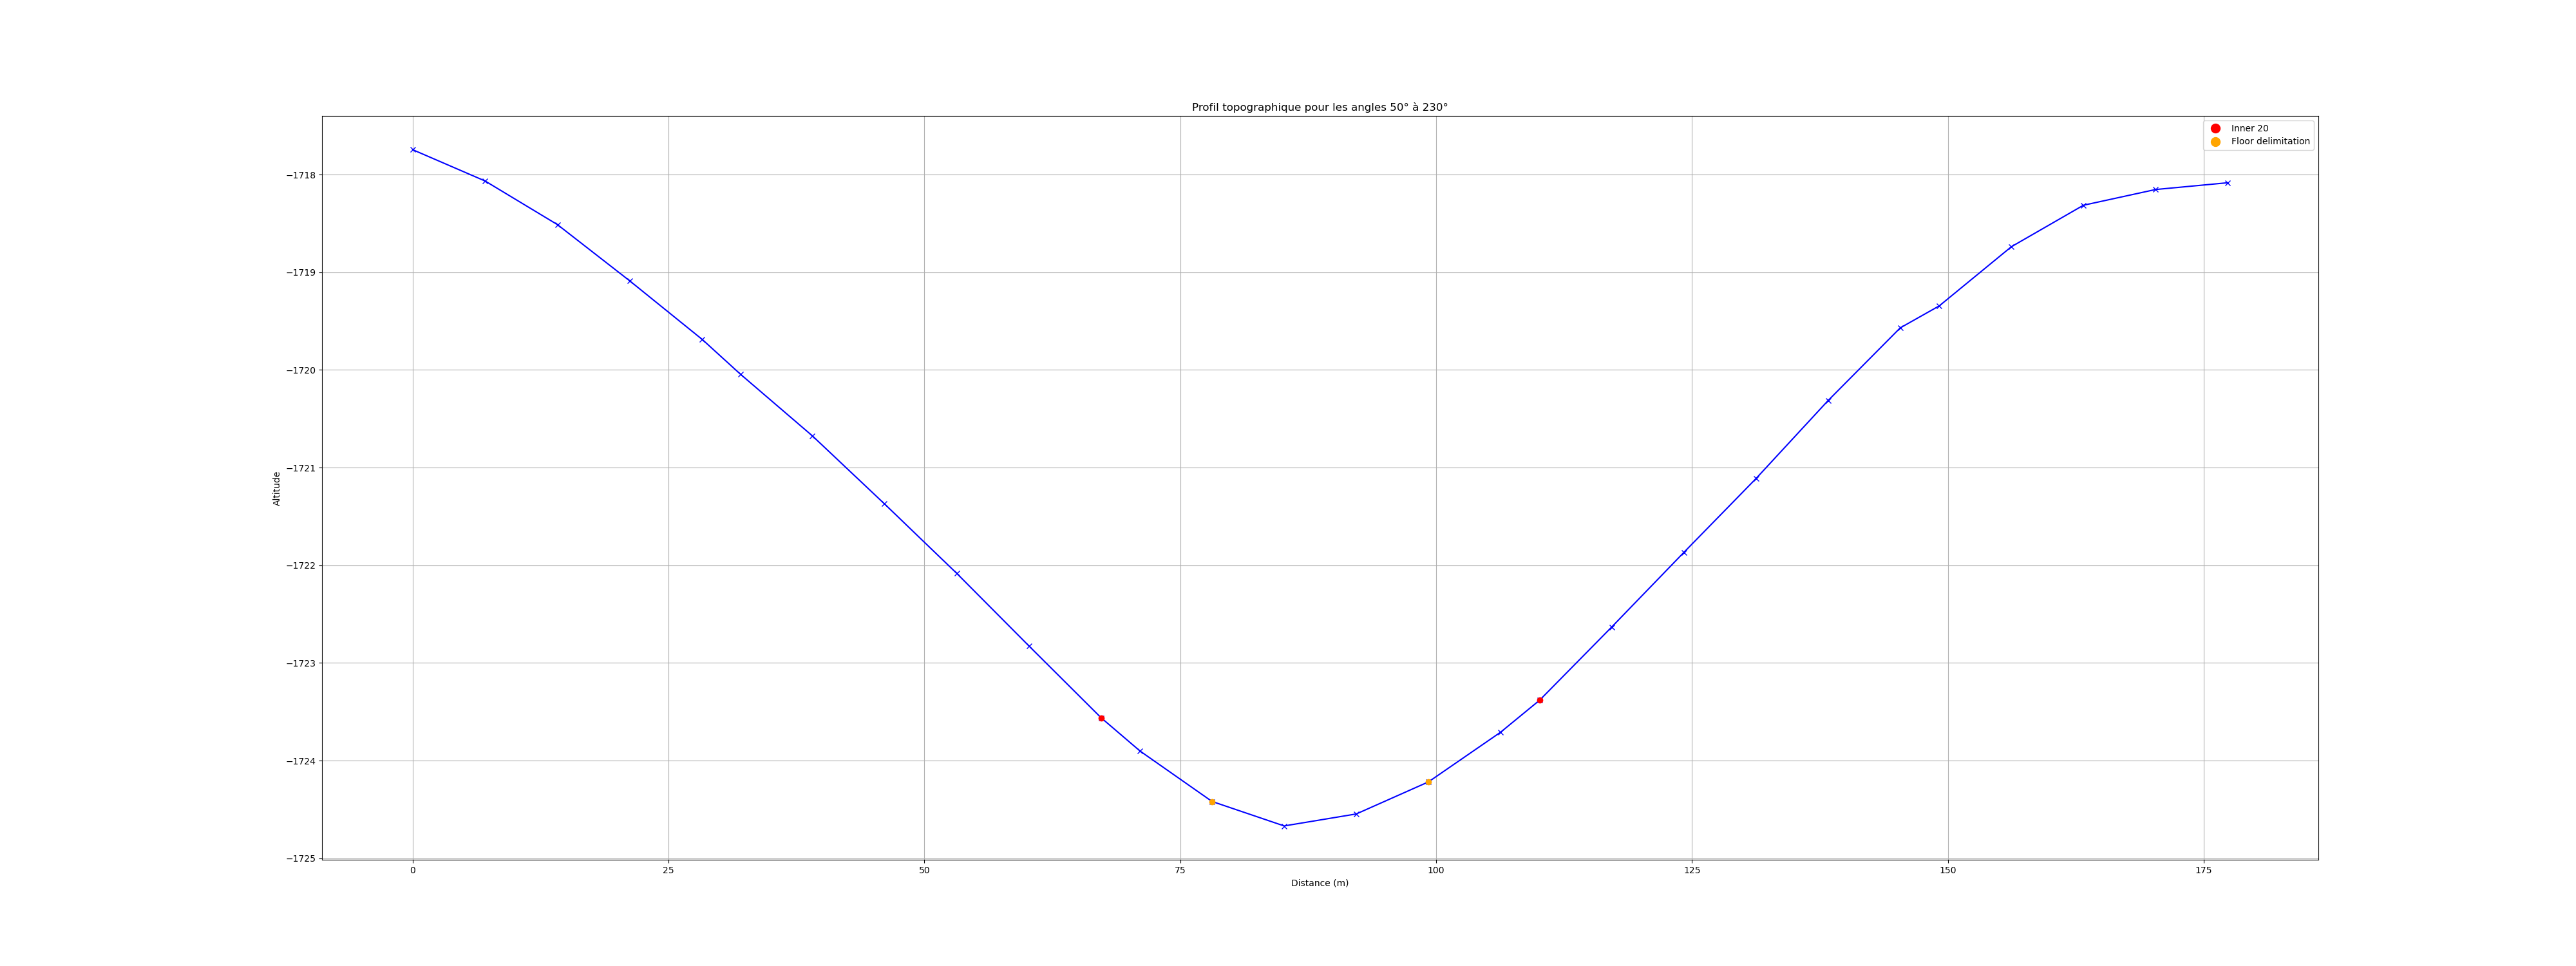 Profil topographique pour les angles 50° à 230°
Inner 20
Floor delimitation
−1718
−1719
−1720
−1721
−1722
−1723
−1724
−1725
Altitude
0 25 50 75 100 125 150 175
Distance (m)